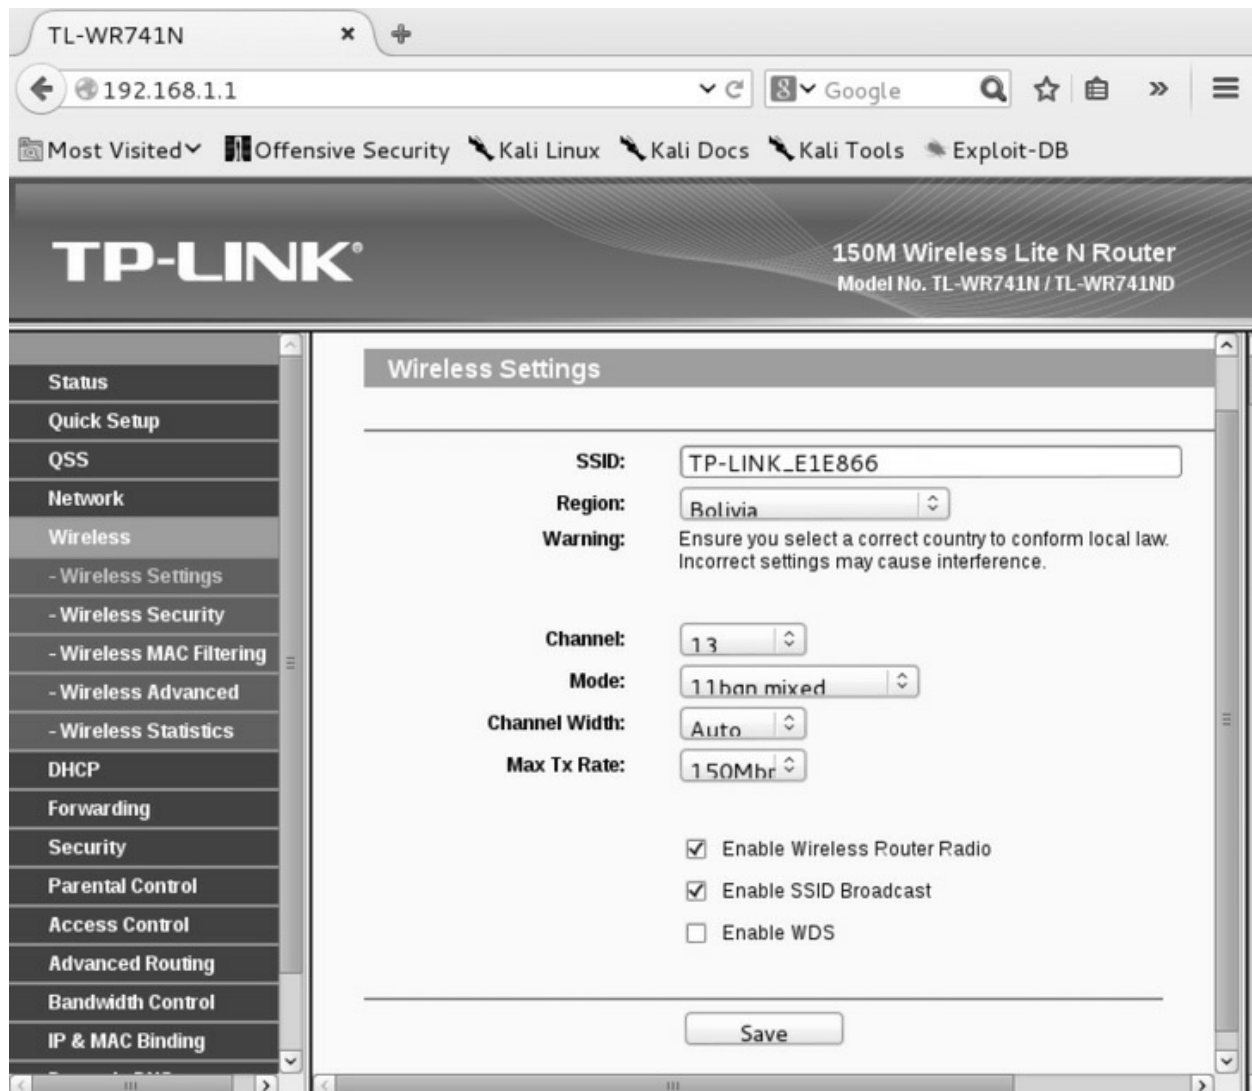 TL-WR741N
192.168.1.1
Google
Most Visited Offensive Security Kali Linux Kali Docs Kali Tools Exploit-DB
TP-LINK®
150M Wireless Lite N Router
Model No. TL-WR741N / TL-WR741ND
Status
Quick Setup
QSS
Network
Wireless
- Wireless Settings
- Wireless Security
- Wireless MAC Filtering
- Wireless Advanced
- Wireless Statistics
DHCP
Forwarding
Security
Parental Control
Access Control
Advanced Routing
Bandwidth Control
IP & MAC Binding
Wireless Settings
SSID: TP-LINK_E1E866
Region: Bolivia
Warning: Ensure you select a correct country to conform local law.
Incorrect settings may cause interference.
Channel: 13
Mode: 11bgn mixed
Channel Width: Auto
Max Tx Rate: 150Mb
Enable Wireless Router Radio
Enable SSID Broadcast
Enable WDS
Save